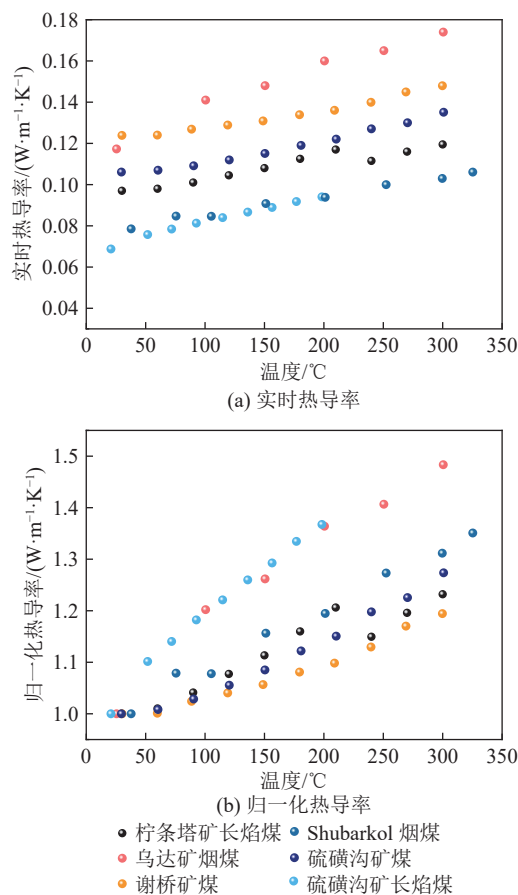 0.18
0.16
0.14
0.12
0.10
0.08
0.06
0.04
实时热导率/(W·m⁻¹·K⁻¹)
0 50 100 150 200 250 300 350
温度/℃
(a) 实时热导率
1.5
1.4
1.3
1.2
1.1
1.0
归一化热导率/(W·m⁻¹·K⁻¹)
0 50 100 150 200 250 300 350
温度/℃
(b) 归一化热导率
柠条塔矿长焰煤 Shubarkol 烟煤
乌达矿烟煤 硫磺沟矿煤
谢桥矿煤 硫磺沟矿长焰煤